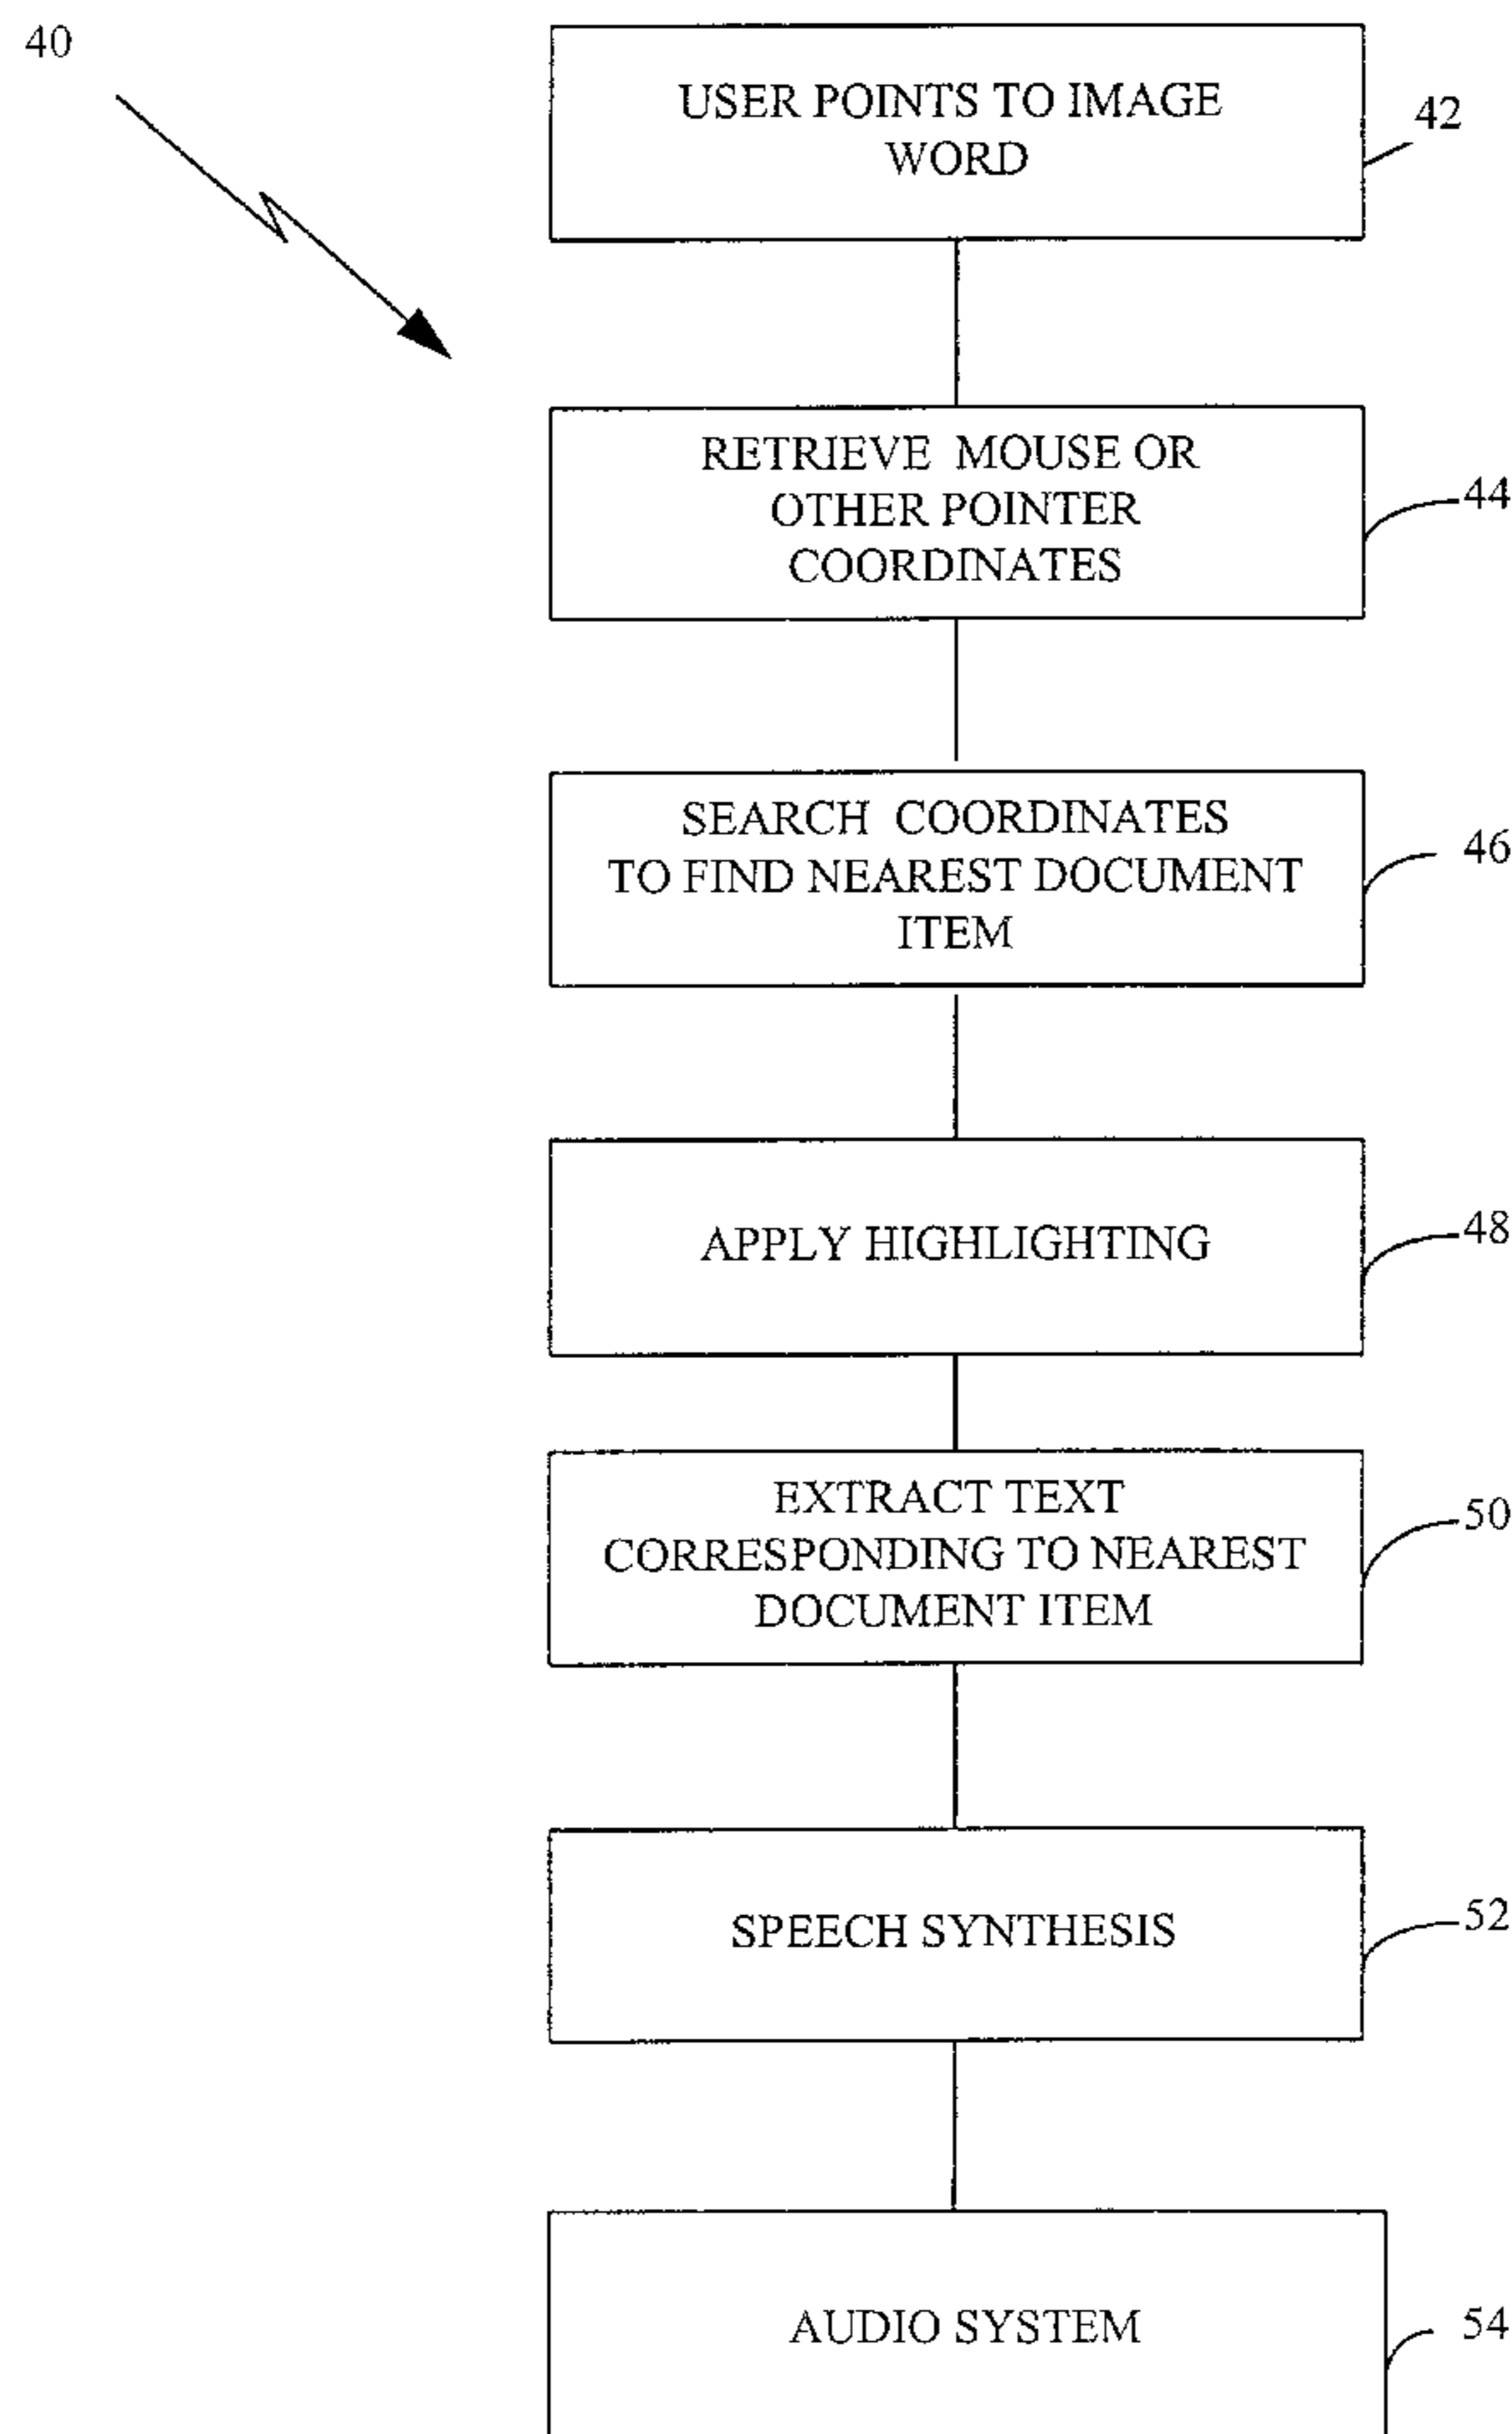 40
USER POINTS TO IMAGE
WORD
42
RETRIEVE MOUSE OR
OTHER POINTER
COORDINATES
44
SEARCH COORDINATES
TO FIND NEAREST DOCUMENT
ITEM
46
APPLY HIGHLIGHTING
48
EXTRACT TEXT
CORRESPONDING TO NEAREST
DOCUMENT ITEM
50
SPEECH SYNTHESIS
52
AUDIO SYSTEM
54